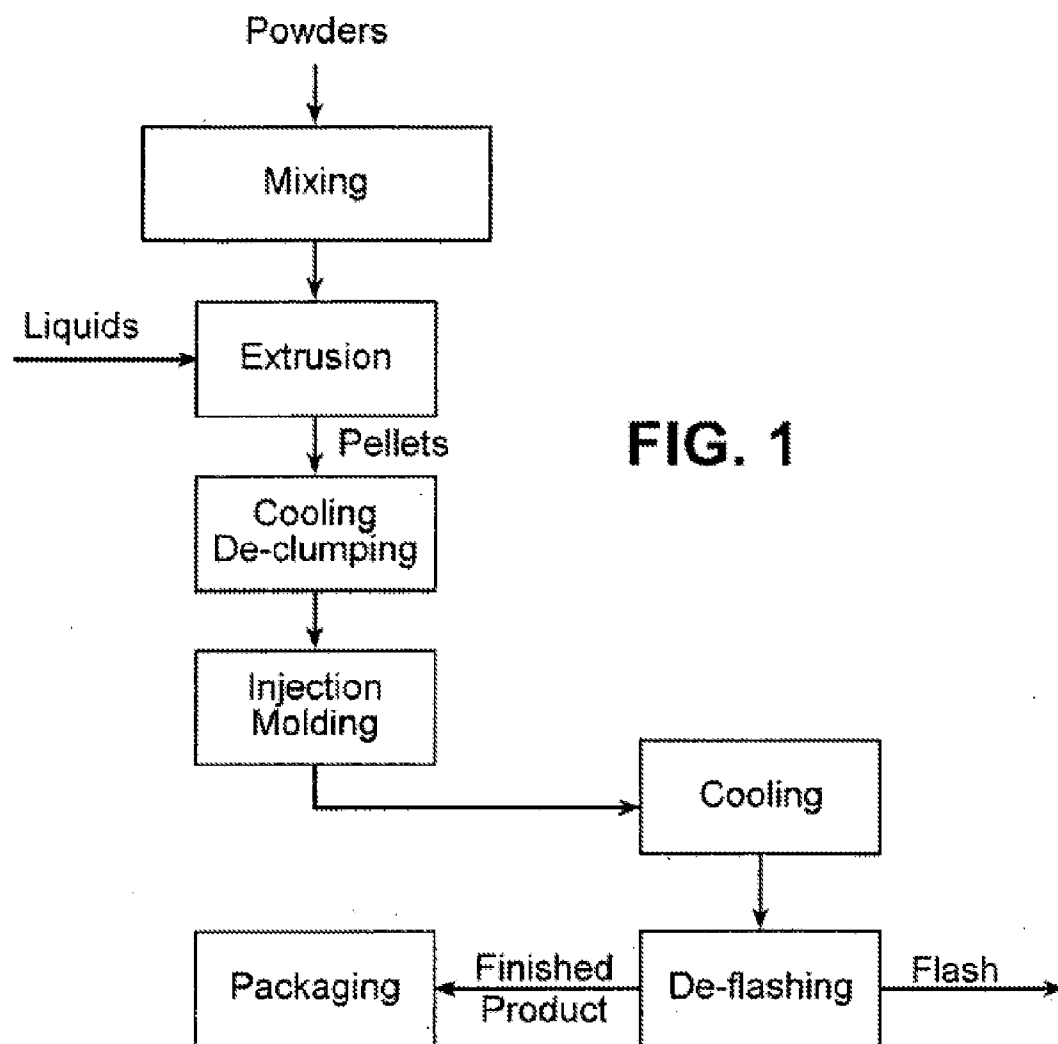 Powders
Mixing
Liquids
Extrusion
Pellets
FIG. 1
Cooling
De-clumping
Injection
Molding
Cooling
Packaging
Finished
Product
De-flashing
Flash